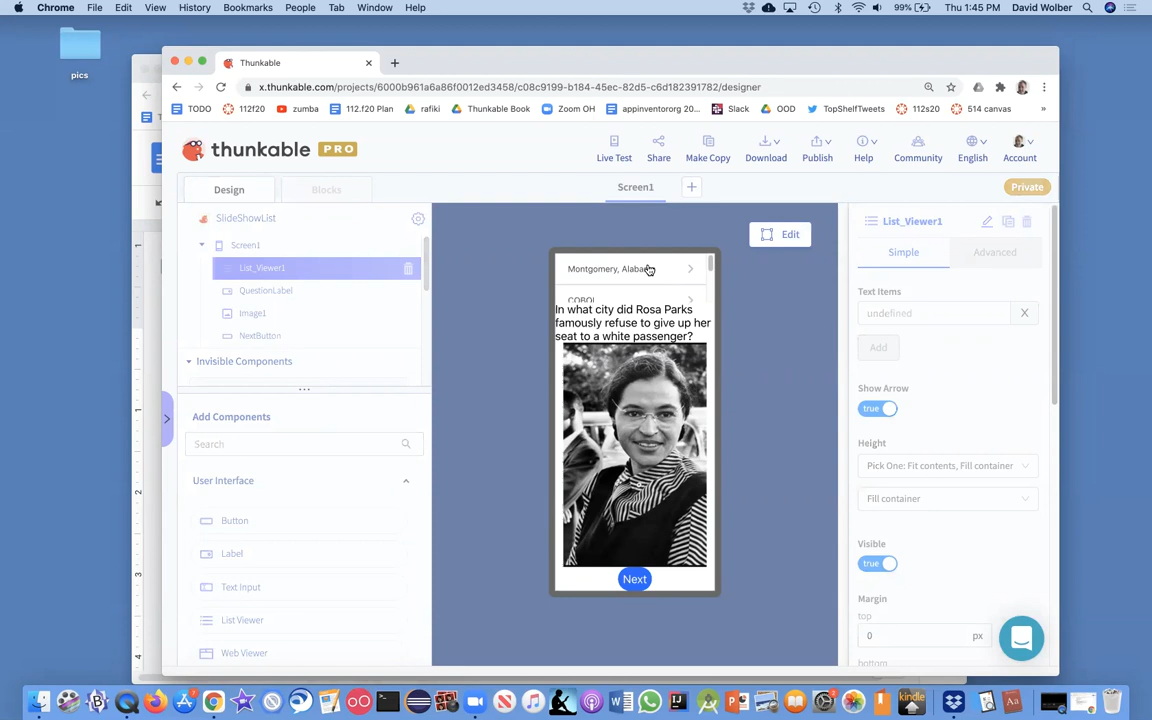 Chrome File Edit View History Bookmarks People Tab Window Help
99% Thu 1:45 PM David Wolber
pics
Thunkable
x.thunkable.com/projects/6000b961a6a86f0012ed3458/c08c9199-b184-45ec-82d5-c6d182391782/designer
TODO 112f20 zumba 112.f20 Plan rafiki Thunkable Book Zoom OH appinventororg 20... Slack OOD TopShelfTweets 112s20 514 canvas »
thunkable PRO
Live Test Share Make Copy Download Publish Help Community English Account
Design Blocks
Screen1
Private
SlideShowList
Screen1
List_Viewer1
QuestionLabel
Image1
NextButton
Invisible Components
Add Components
Search
User Interface
Button
Label
Text Input
List Viewer
Web Viewer
Edit
Montgomery, Alaba
COBOL
In what city did Rosa Parks
famously refuse to give up her
seat to a white passenger?
Next
List_Viewer1
Simple Advanced
Text Items
undefined X
Add
Show Arrow
true
Height
Pick One: Fit contents, Fill container
Fill container
Visible
true
Margin
top
0 px
bottom